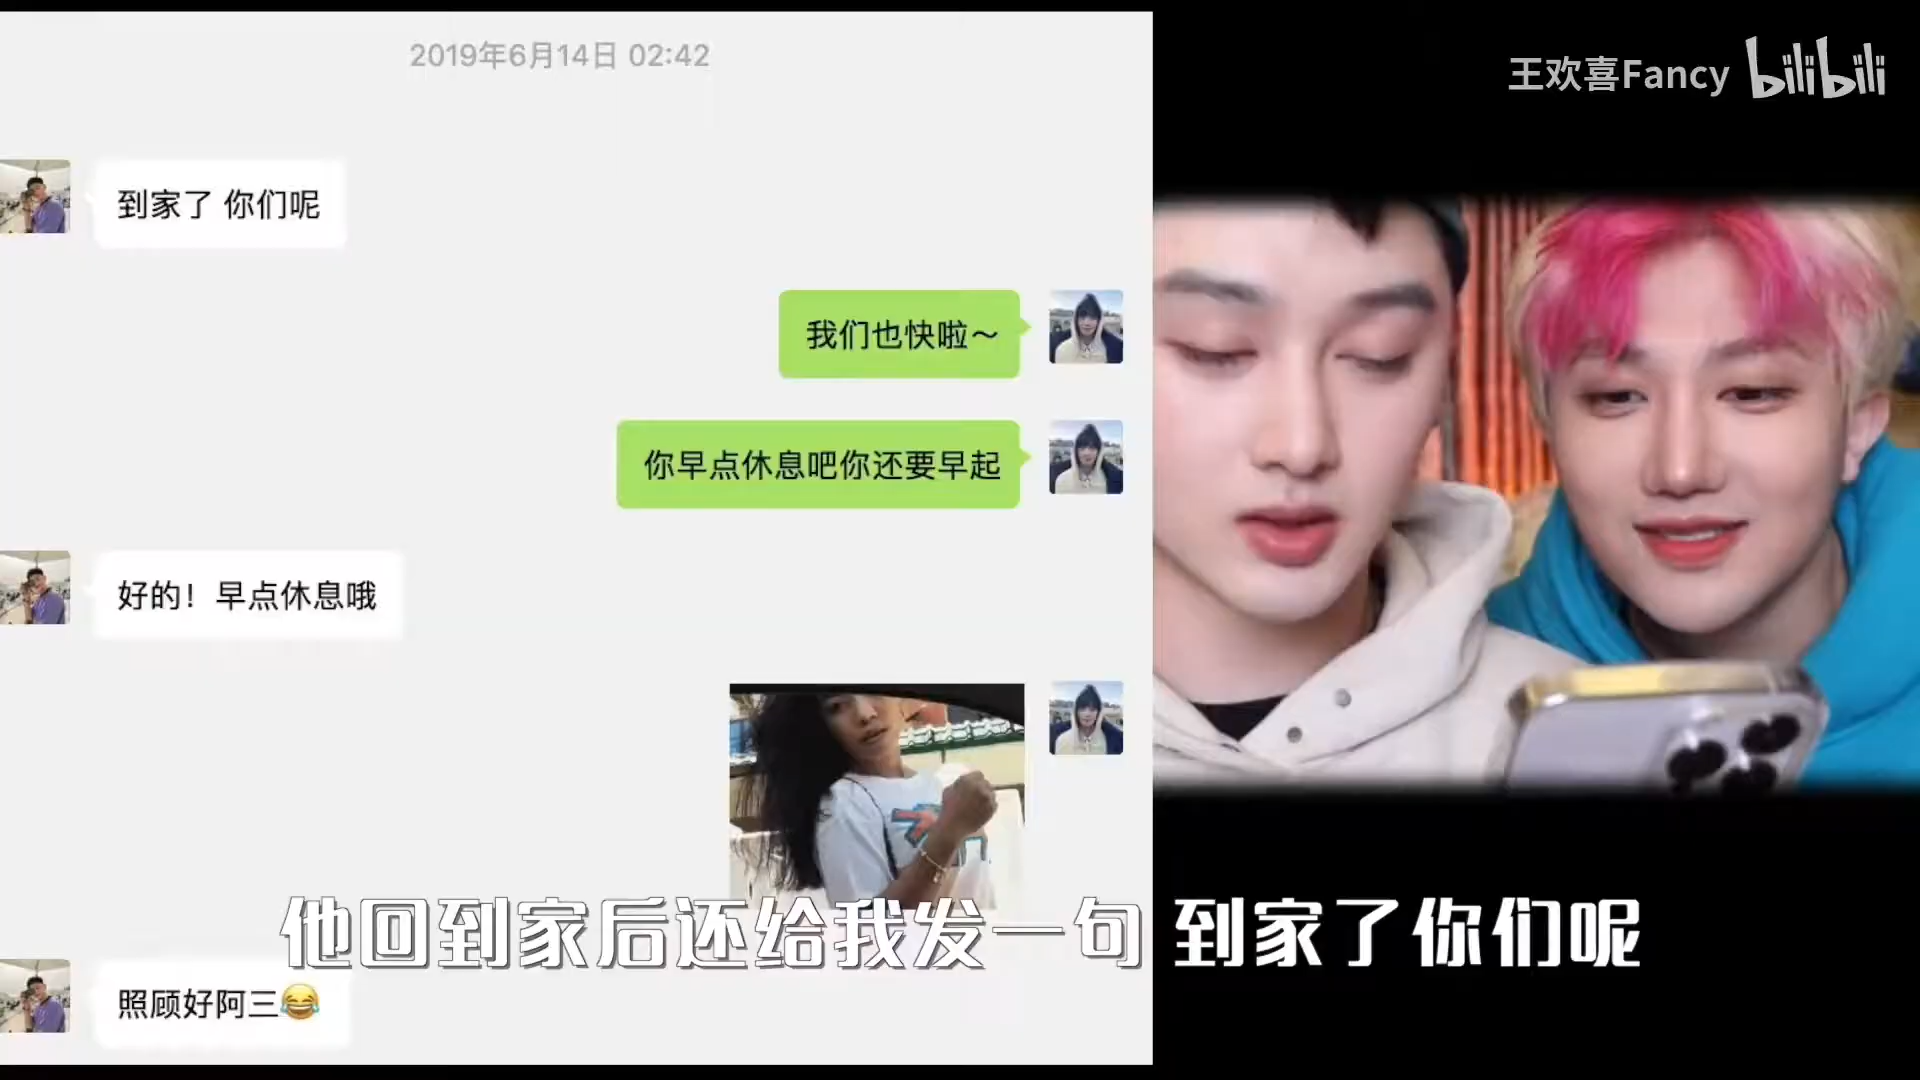 2019年6月14日 02:42
王欢喜Fancy bilibili
到家了 你们呢
我们也快啦～
你早点休息吧你还要早起
好的！早点休息哦
他回到家后还给我发一句 到家了你们呢
照顾好阿三😂